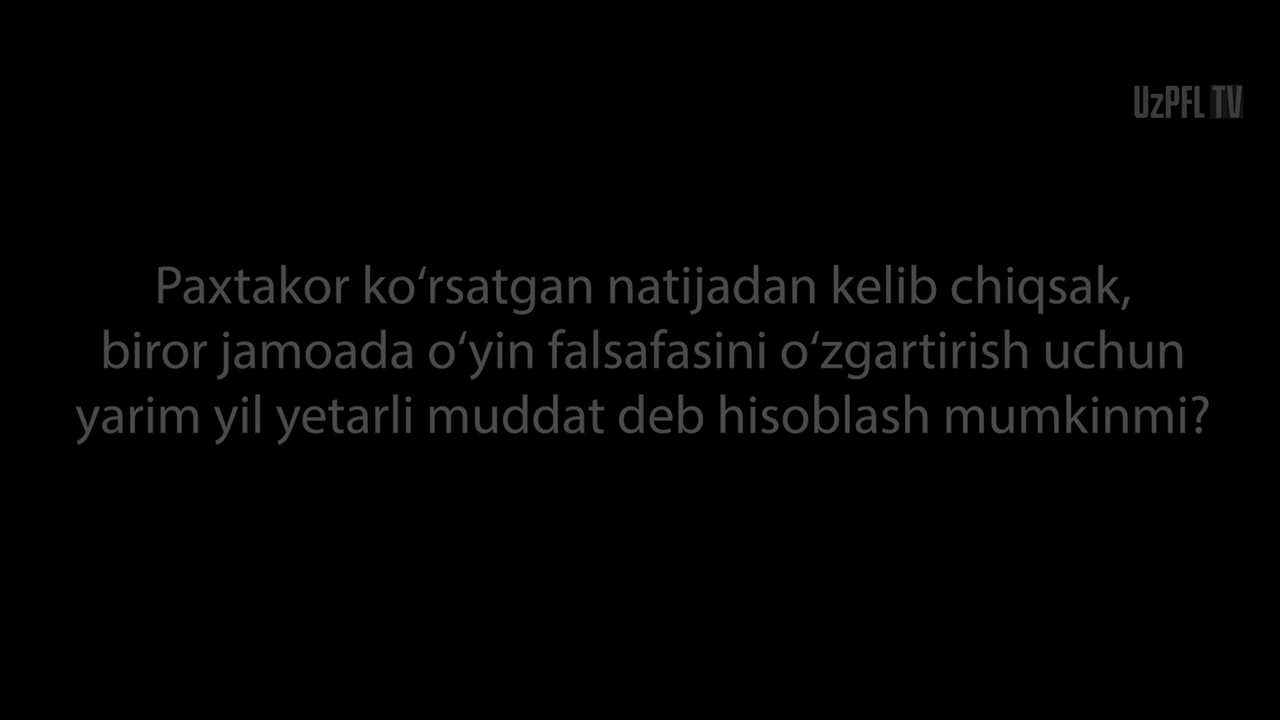 UzPFL TV
Paxtakor ko‘rsatgan natijadan kelib chiqsak,
biror jamoada o‘yin falsafasini o‘zgartirish uchun
yarim yil yetarli muddat deb hisoblash mumkinmi?